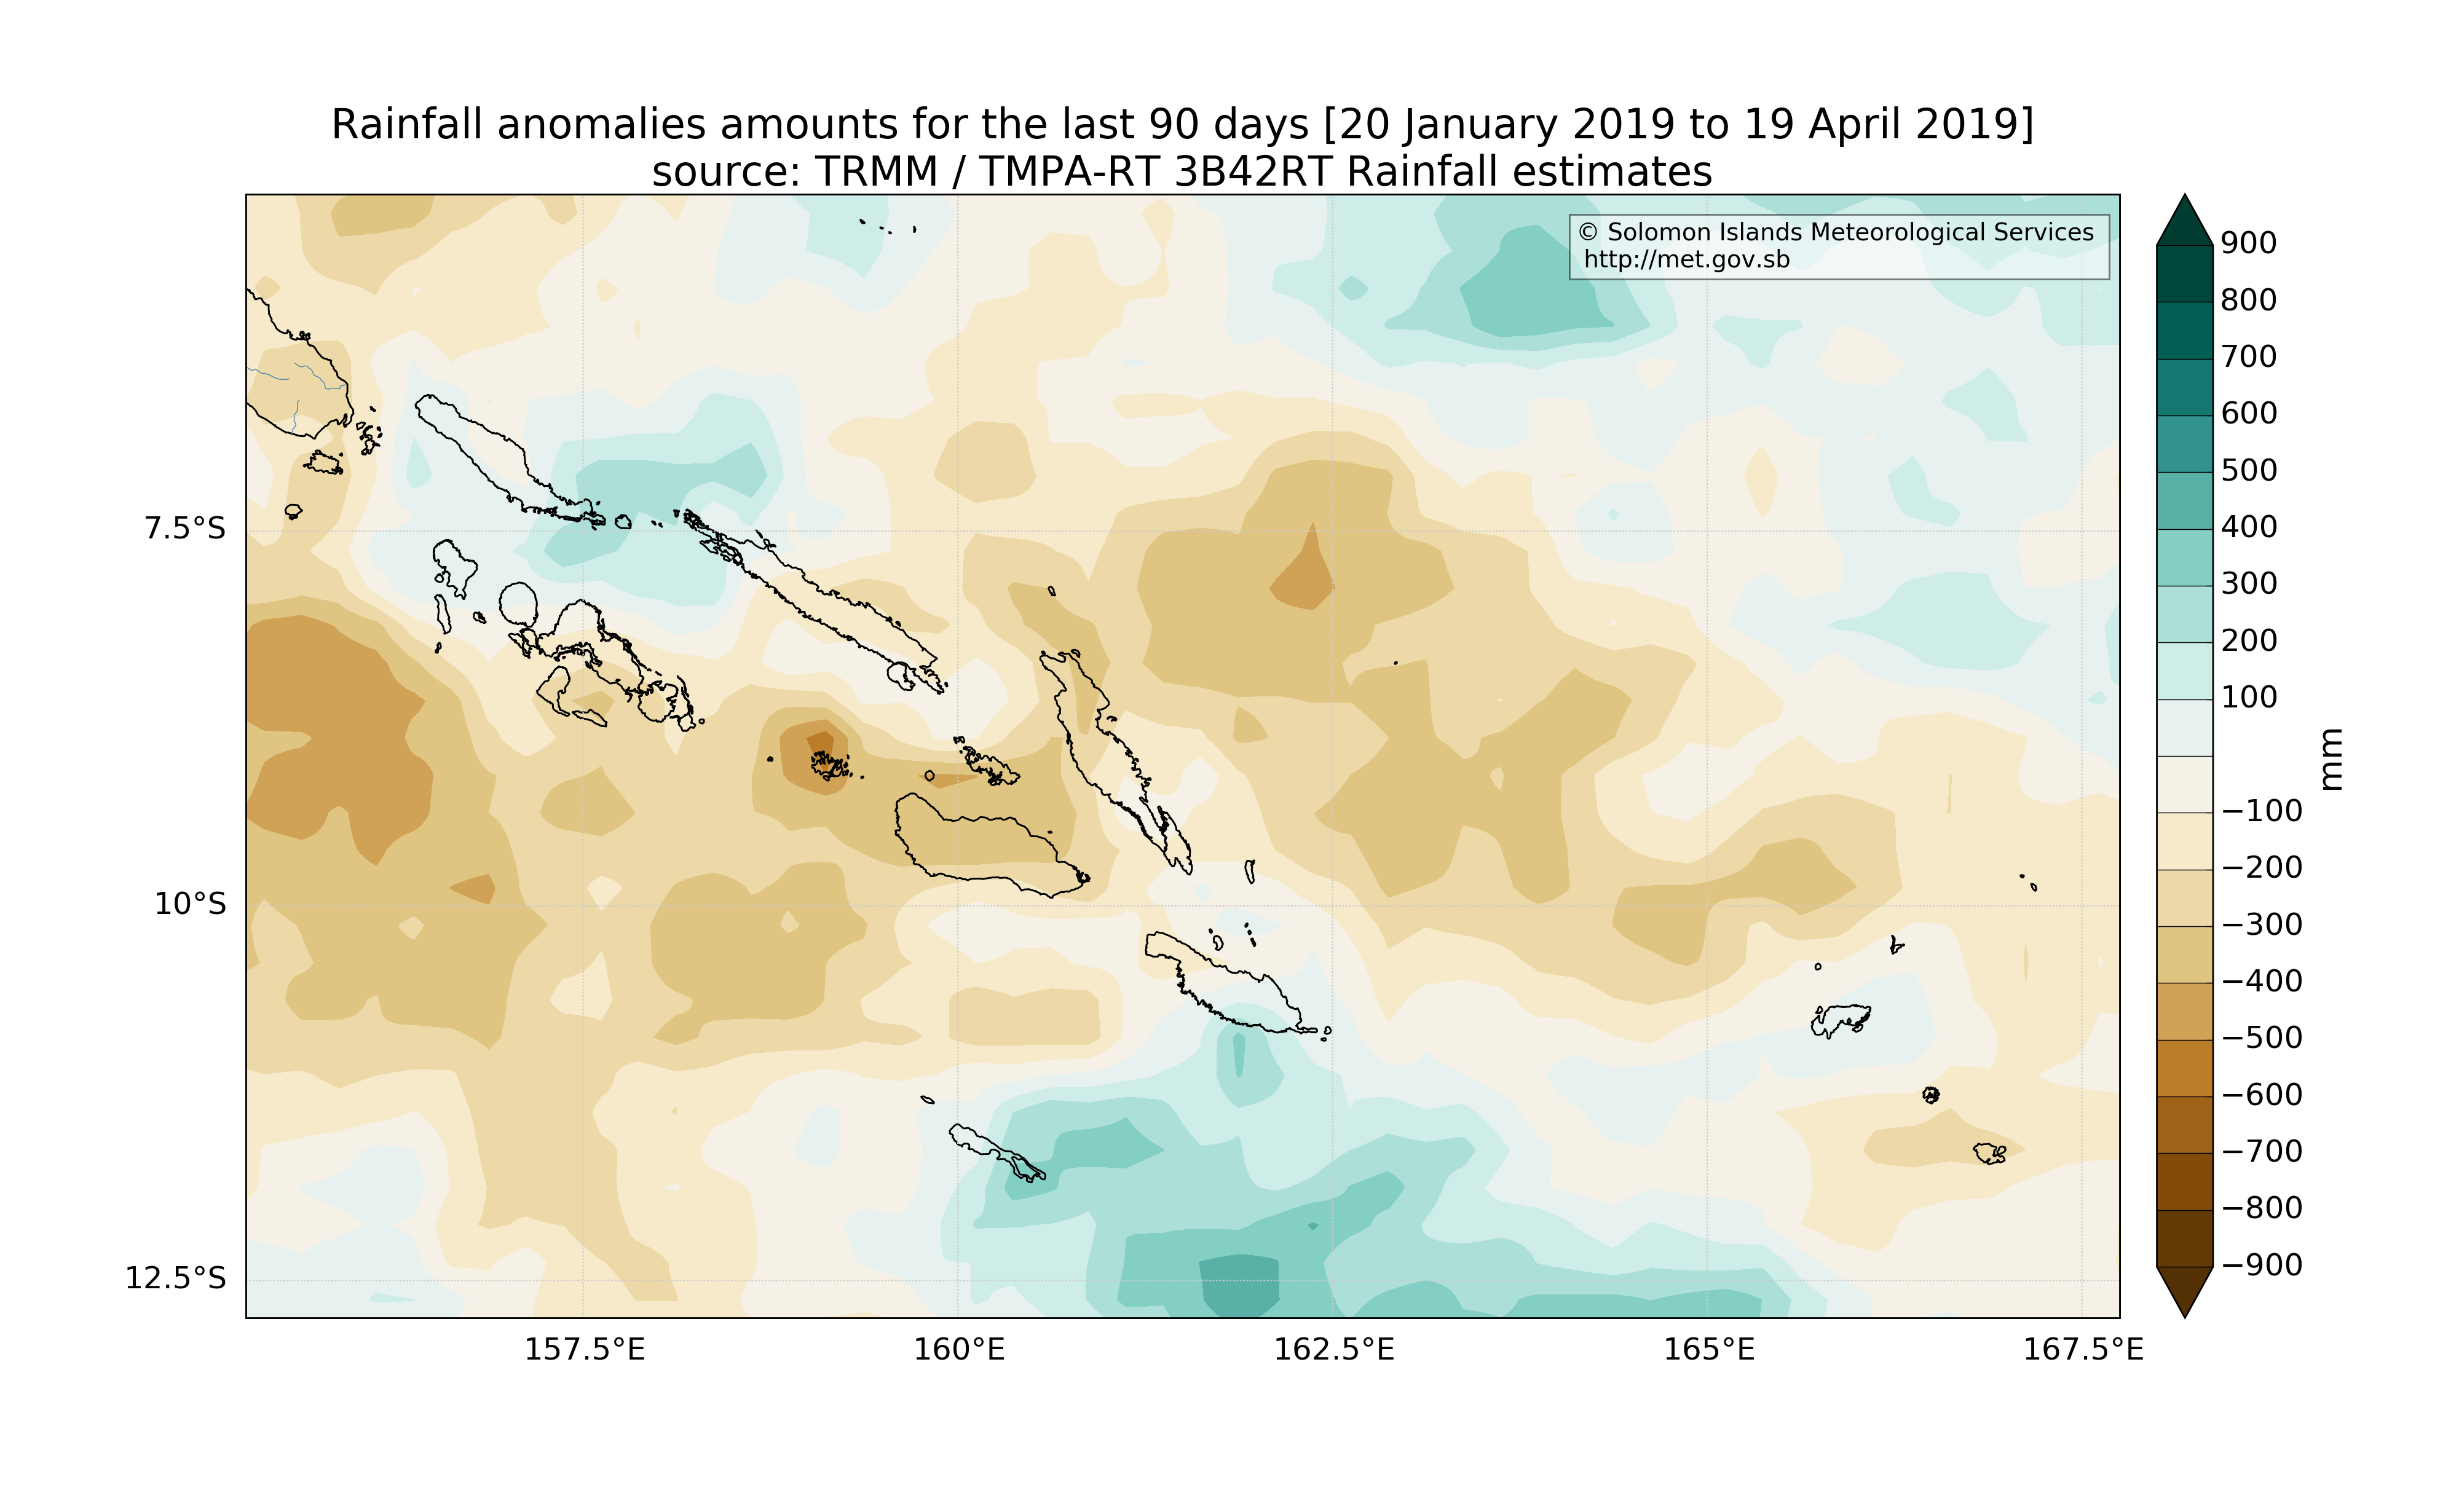 Rainfall anomalies amounts for the last 90 days [20 January 2019 to 19 April 2019]
source: TRMM / TMPA-RT 3B42RT Rainfall estimates
© Solomon Islands Meteorological Services
http://met.gov.sb
7.5°S
10°S
12.5°S
157.5°E
160°E
162.5°E
165°E
167.5°E
900
800
700
600
500
400
300
200
100
−100
−200
−300
−400
−500
−600
−700
−800
−900
mm